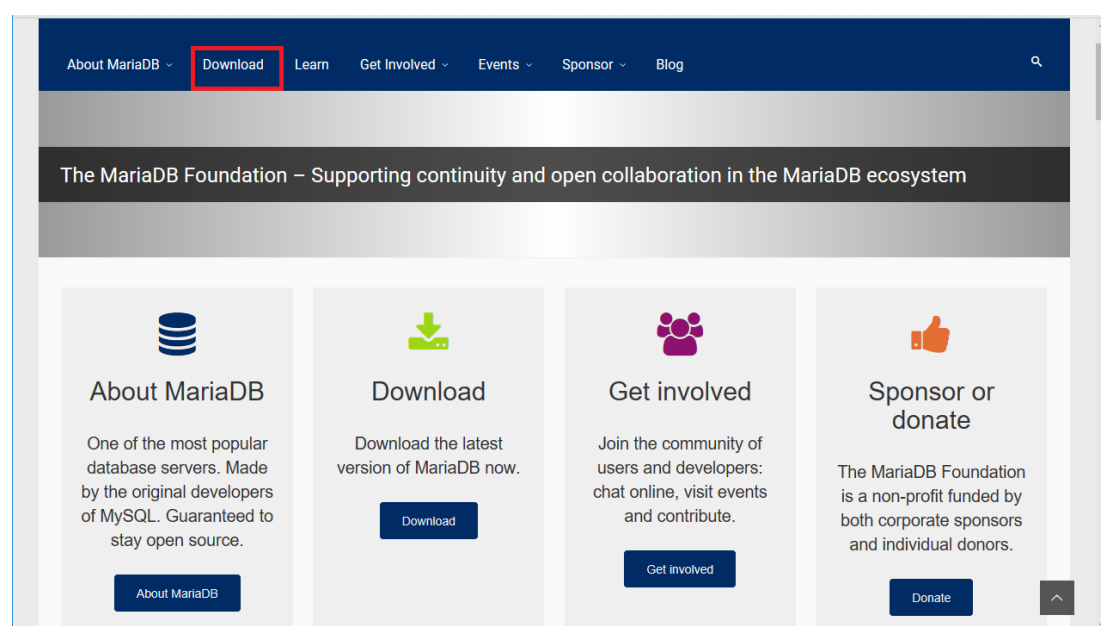 About MariaDB Download Learn Get Involved Events Sponsor Blog
The MariaDB Foundation – Supporting continuity and open collaboration in the MariaDB ecosystem
About MariaDB
One of the most popular
database servers. Made
by the original developers
of MySQL. Guaranteed to
stay open source.
About MariaDB
Download
Download the latest
version of MariaDB now.
Download
Get involved
Join the community of
users and developers:
chat online, visit events
and contribute.
Get involved
Sponsor or
donate
The MariaDB Foundation
is a non-profit funded by
both corporate sponsors
and individual donors.
Donate